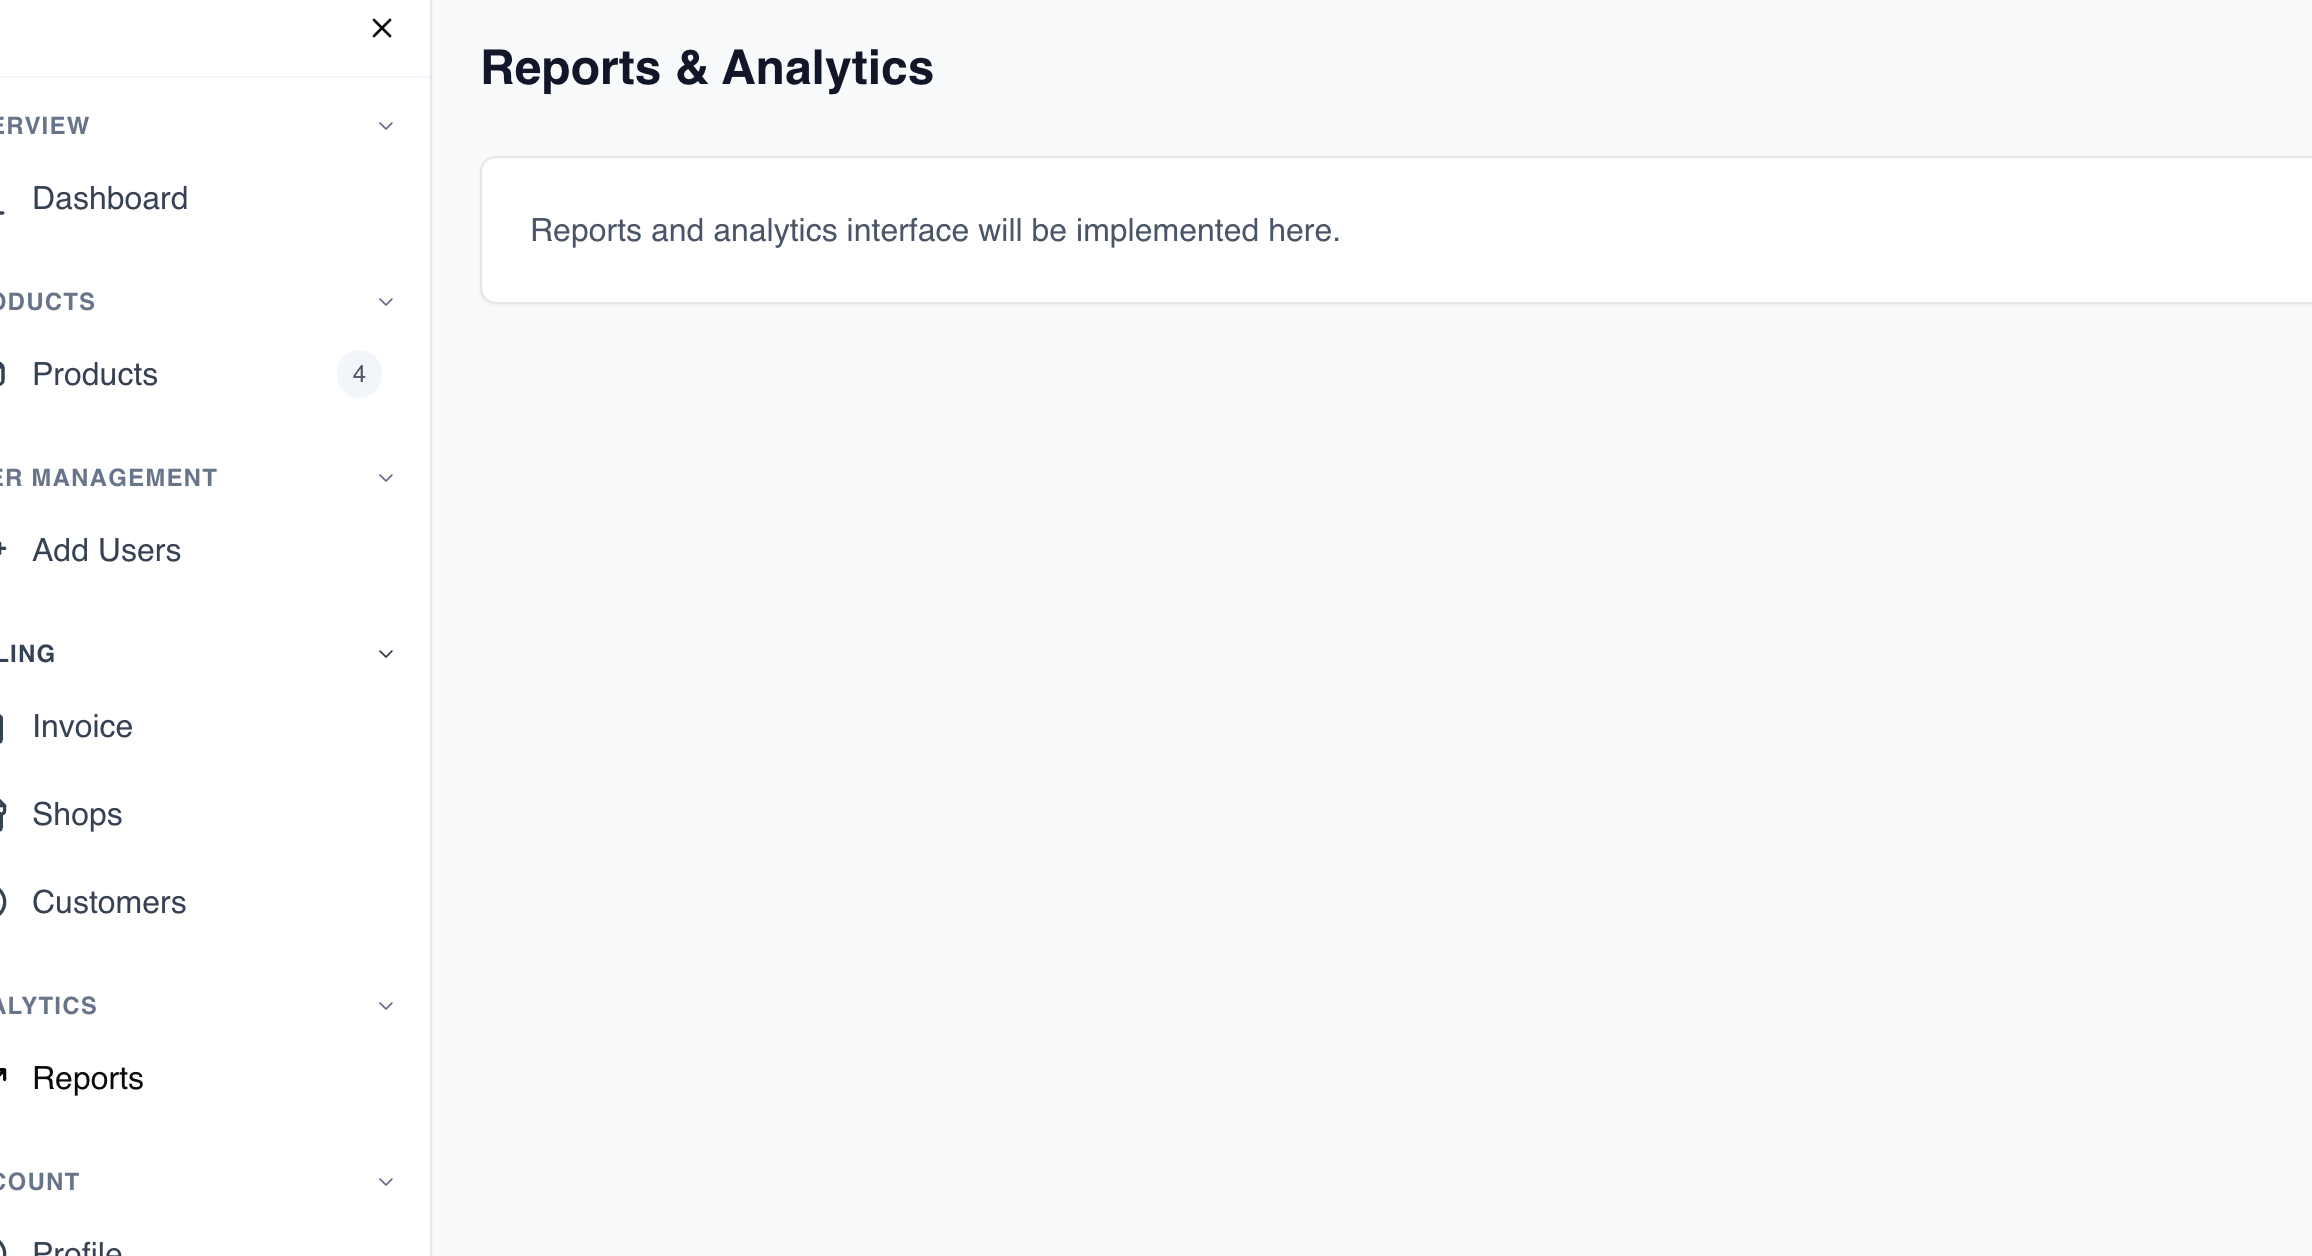 ERVIEW
Dashboard
ODUCTS
Products 4
ER MANAGEMENT
Add Users
LING
Invoice
Shops
Customers
ALYTICS
Reports
COUNT
Profile
Reports & Analytics
Reports and analytics interface will be implemented here.